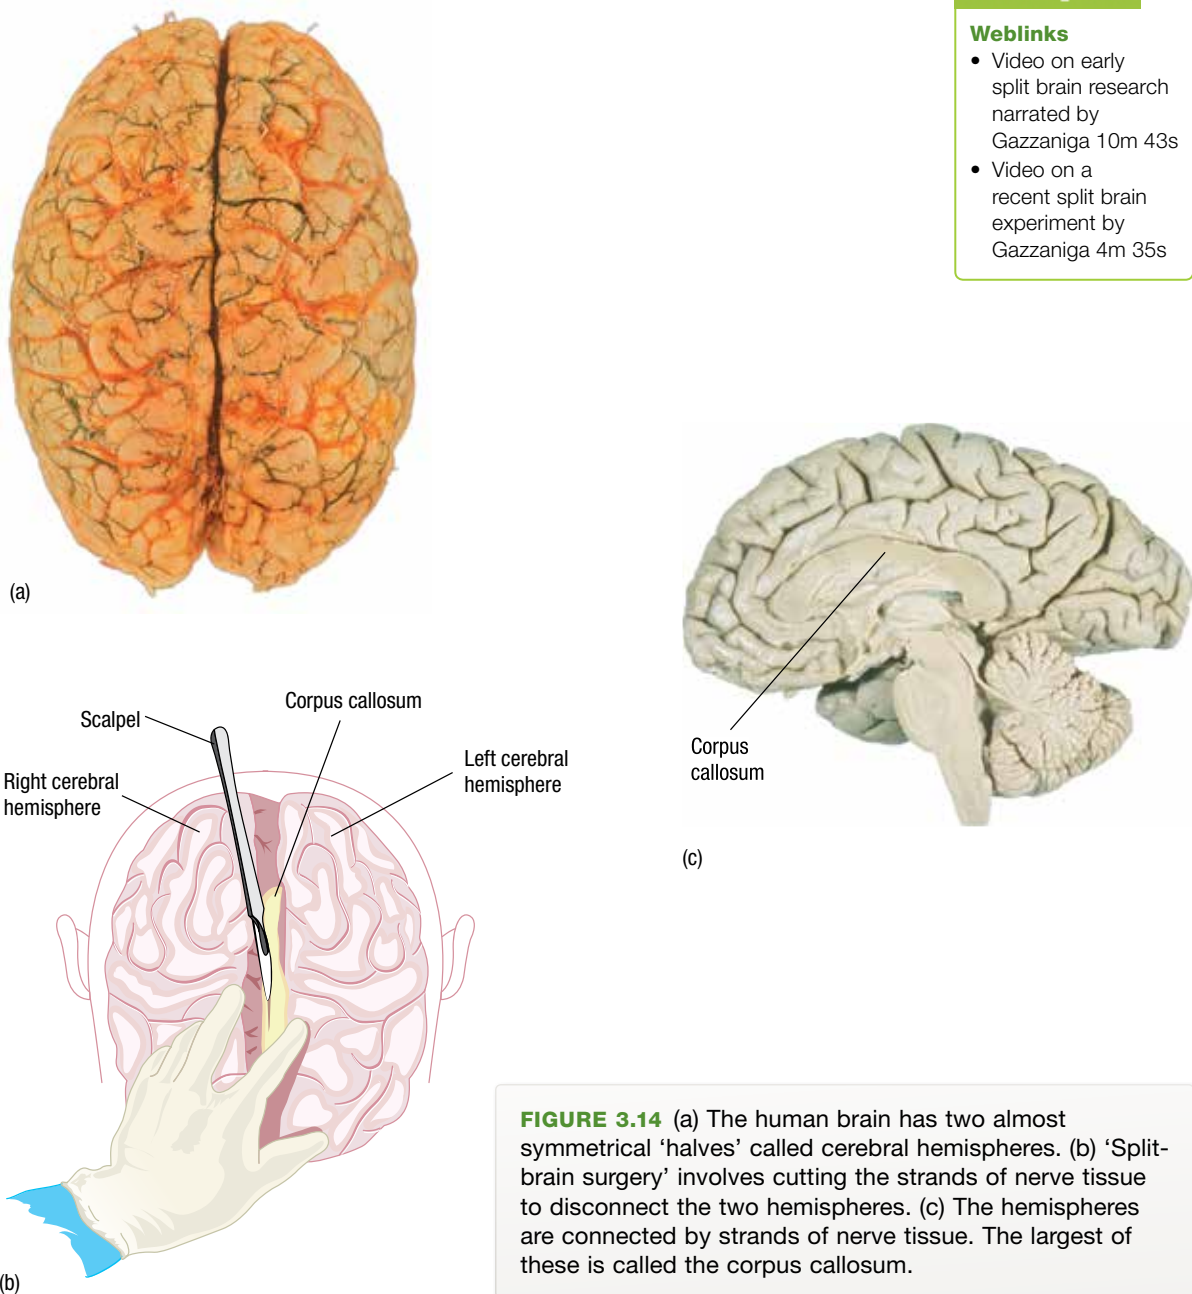 Weblinks
• Video on early
split brain research
narrated by
Gazzaniga 10m 43s
• Video on a
recent split brain
experiment by
Gazzaniga 4m 35s
(a)
Corpus
callosum
(c)
Scalpel
Corpus callosum
Right cerebral
hemisphere
Left cerebral
hemisphere
(b)
FIGURE 3.14 (a) The human brain has two almost
symmetrical ‘halves’ called cerebral hemispheres. (b) ‘Split-
brain surgery’ involves cutting the strands of nerve tissue
to disconnect the two hemispheres. (c) The hemispheres
are connected by strands of nerve tissue. The largest of
these is called the corpus callosum.